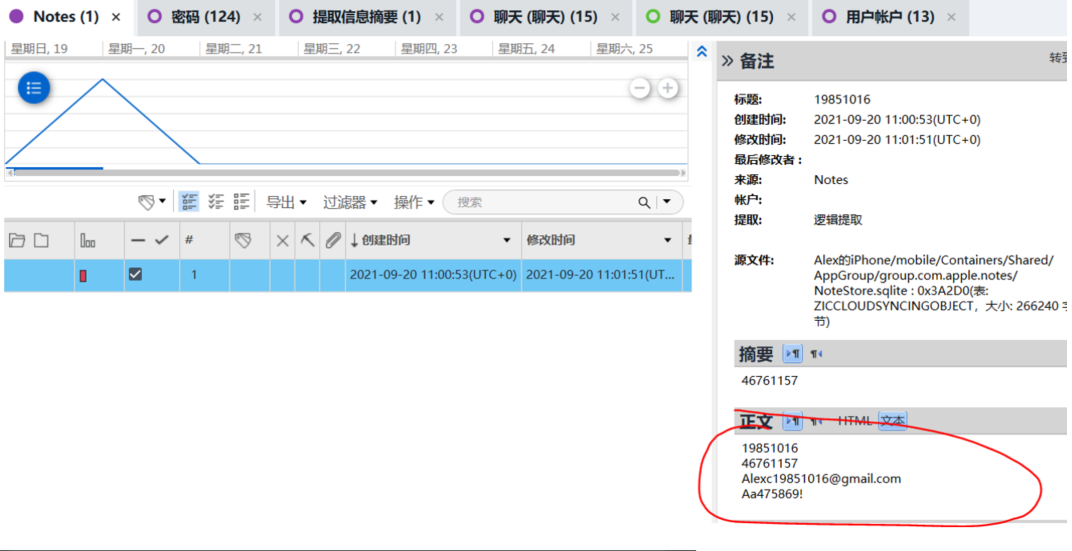 Notes (1) ×
密码 (124) ×
提取信息摘要 (1) ×
聊天 (聊天) (15) ×
聊天 (聊天) (15) ×
用户帐户 (13) ×
星期日, 19 星期一, 20 星期二, 21 星期三, 22 星期四, 23 星期五, 24 星期六, 25
导出 过滤器 操作 搜索
# 创建时间 修改时间
1 2021-09-20 11:00:53(UTC+0) 2021-09-20 11:01:51(UT...
备注 转到
标题: 19851016
创建时间: 2021-09-20 11:00:53(UTC+0)
修改时间: 2021-09-20 11:01:51(UTC+0)
最后修改者 :
来源: Notes
帐户:
提取: 逻辑提取
源文件: Alex的iPhone/mobile/Containers/Shared/
AppGroup/group.com.apple.notes/
NoteStore.sqlite : 0x3A2D0(表:
ZICCLOUDSYNCINGOBJECT，大小: 266240 字
节)
摘要
46761157
正文 HTML 文本
19851016
46761157
Alexc19851016@gmail.com
Aa475869!